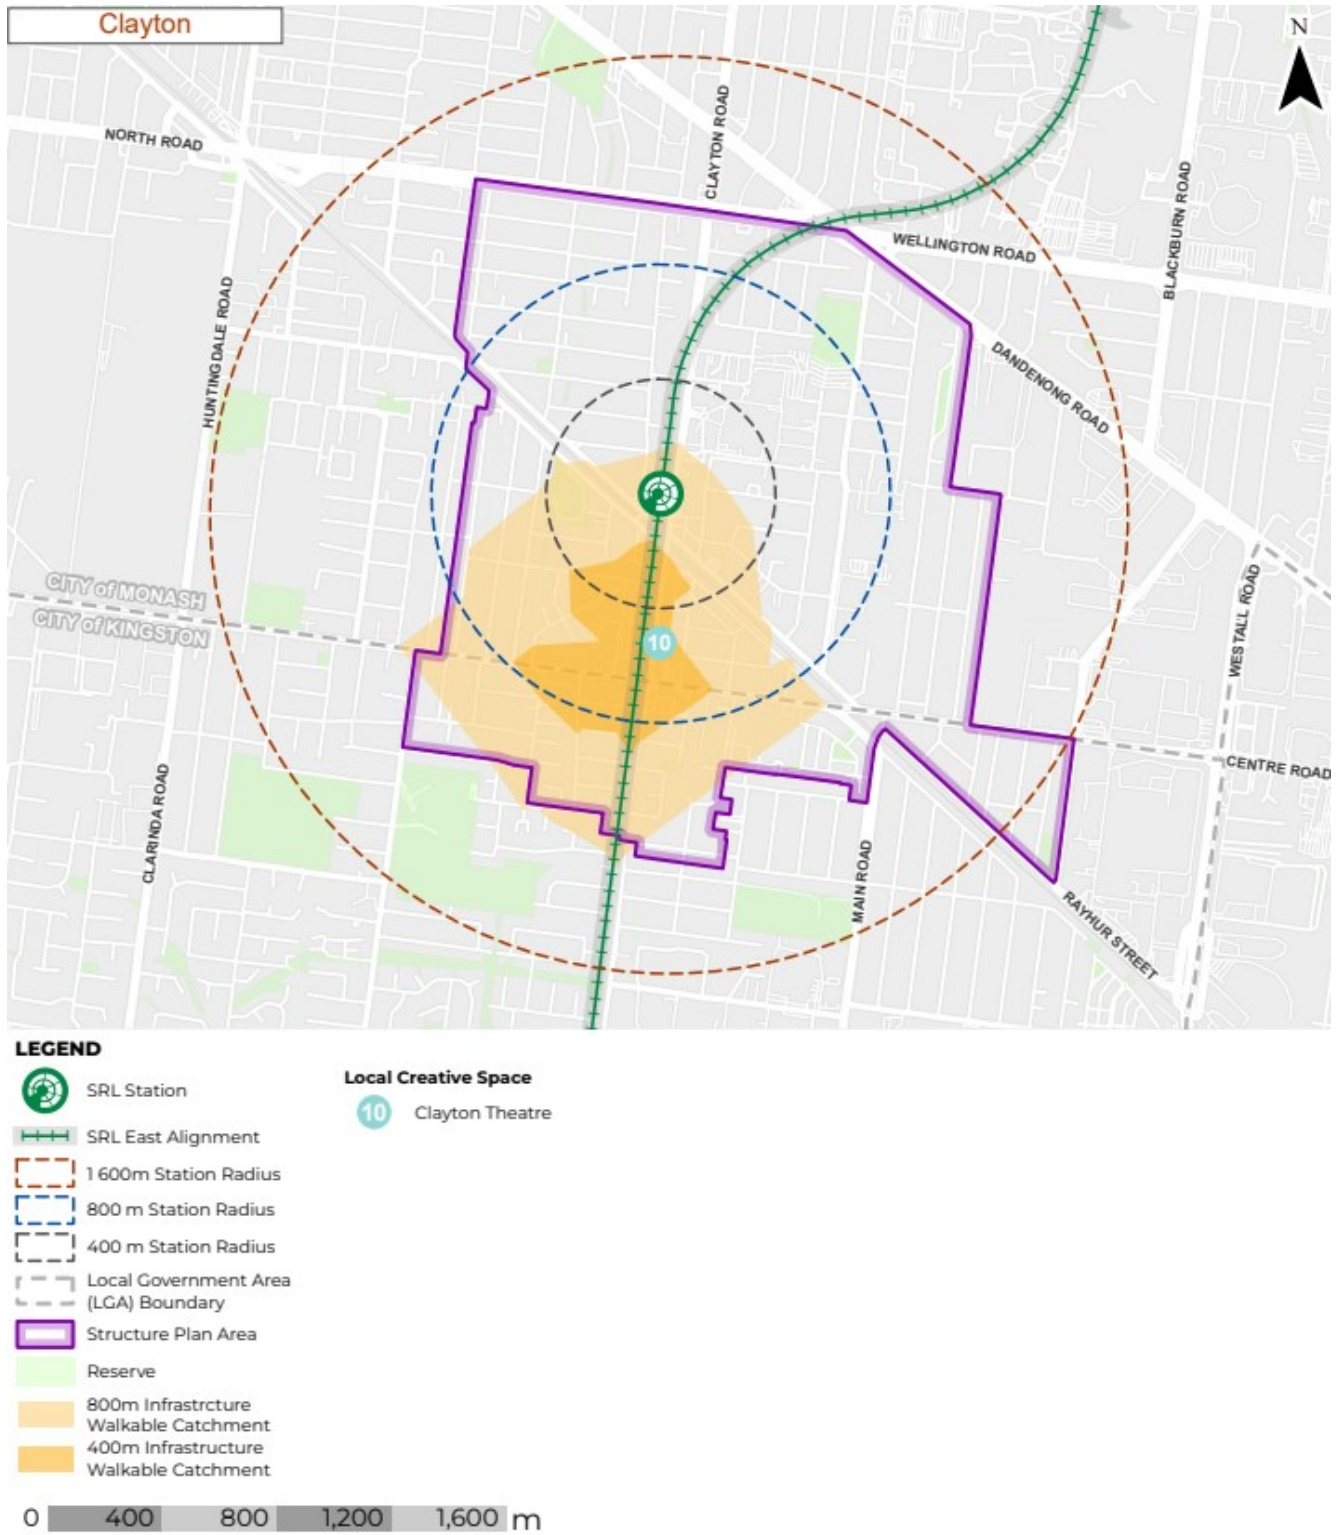 Clayton
N
NORTH ROAD
CLAYTON ROAD
WELLINGTON ROAD
BLACKBURN ROAD
HUNTINGDALE ROAD
DANDENONG ROAD
CITY of MONASH
CITY of KINGSTON
10
WESTALL ROAD
CENTRE ROAD
CLARINDA ROAD
MAIN ROAD
RAYHUR STREET
LEGEND
SRL Station
SRL East Alignment
1 600m Station Radius
800 m Station Radius
400 m Station Radius
Local Government Area
(LGA) Boundary
Structure Plan Area
Reserve
800m Infrastrcture
Walkable Catchment
400m Infrastructure
Walkable Catchment
Local Creative Space
10 Clayton Theatre
0 400 800 1,200 1,600 m